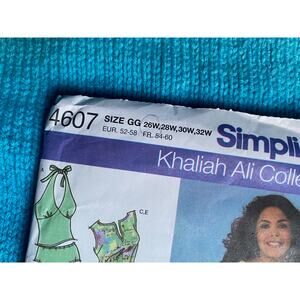 4607 SIZE GG 26W,28W,30W,32W
EUR. 52-58 FR. 54-60
Simpli
Khaliah Ali Colle
C,E